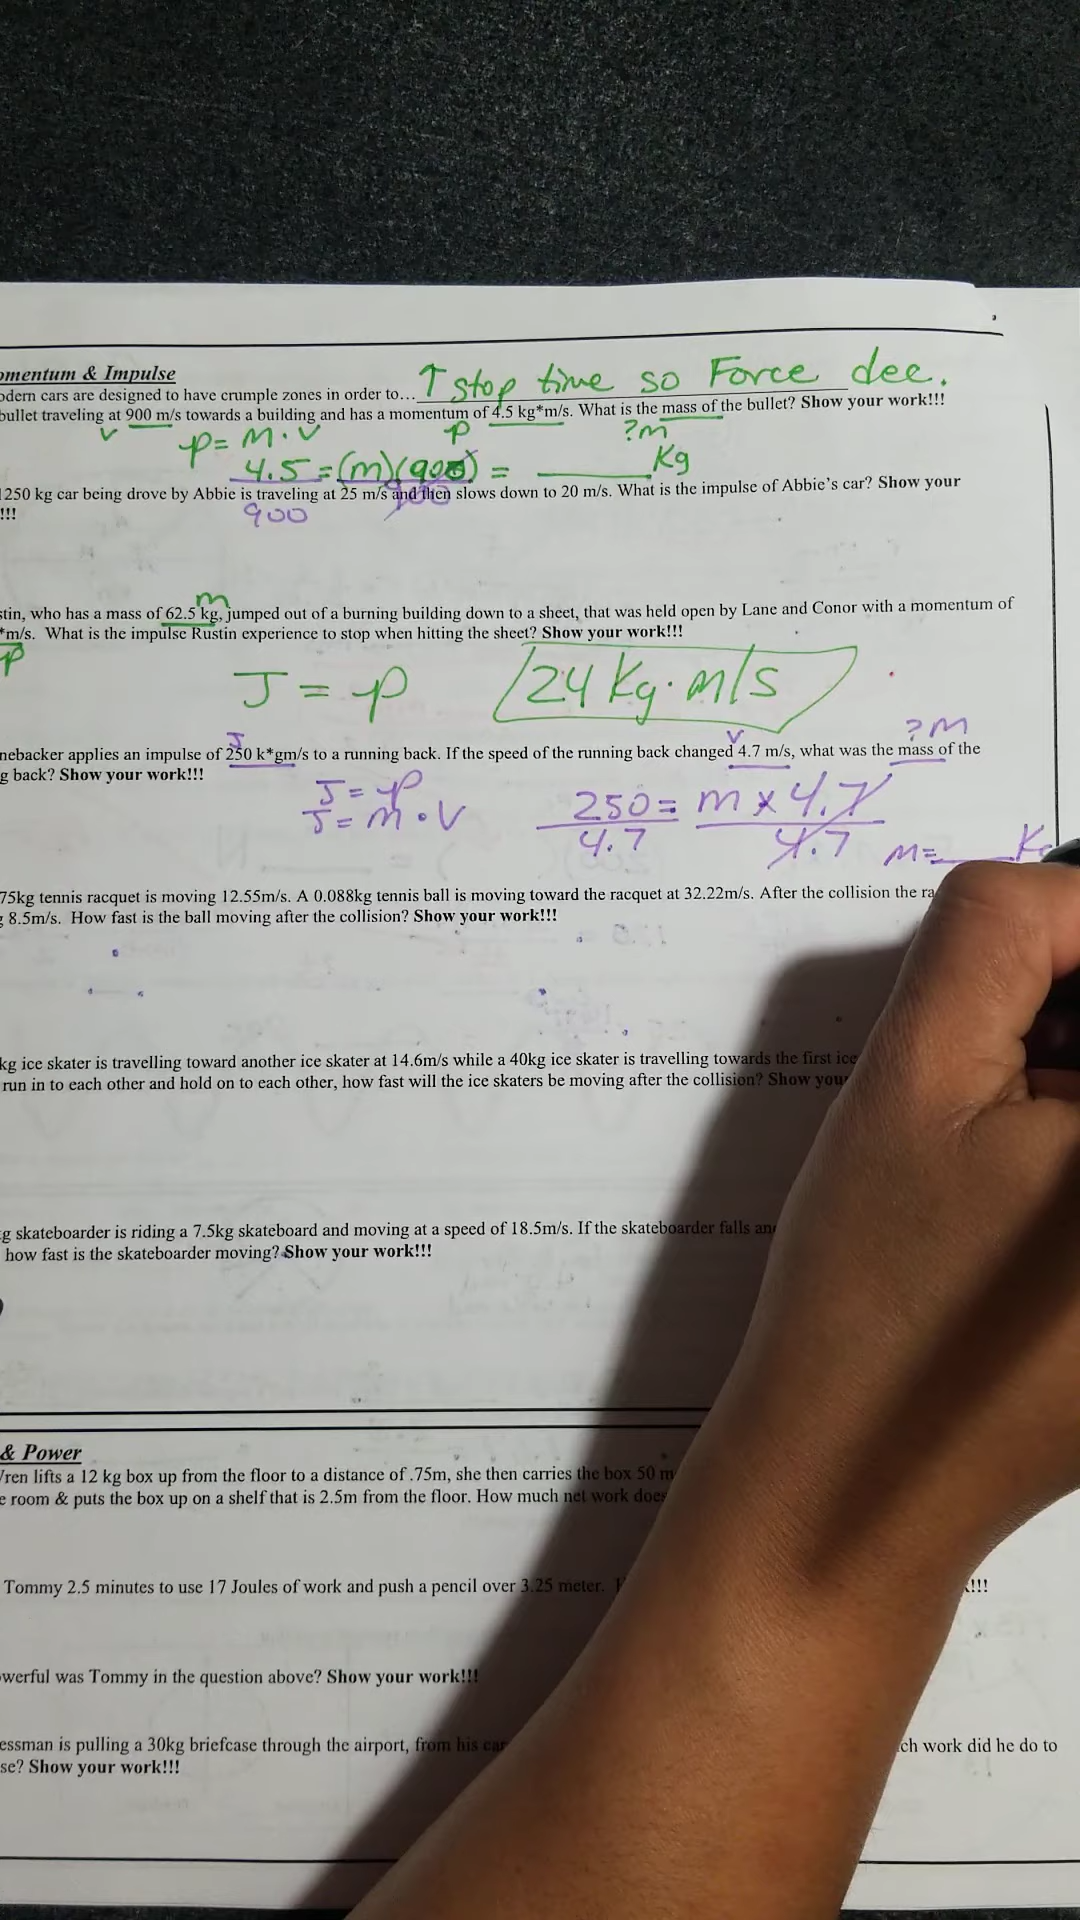 omentum & Impulse
odern cars are designed to have crumple zones in order to... ↑ stop time so Force dec.
bullet traveling at 900 m/s towards a building and has a momentum of 4.5 kg*m/s. What is the mass of the bullet? Show your work!!!
v p ?m
p = m · v
4.5 = (m)(900) = ____ Kg
900 900
1250 kg car being drove by Abbie is traveling at 25 m/s and then slows down to 20 m/s. What is the impulse of Abbie's car? Show your
!!!
m
stin, who has a mass of 62.5 kg, jumped out of a burning building down to a sheet, that was held open by Lane and Conor with a momentum of
*m/s. What is the impulse Rustin experience to stop when hitting the sheet? Show your work!!!
p
J = p 24 Kg·m/s
J v ?m
nebacker applies an impulse of 250 k*gm/s to a running back. If the speed of the running back changed 4.7 m/s, what was the mass of the
g back? Show your work!!!
J = p
J = m · v
250 = m x 4.7
4.7 4.7
m = ____ K
75kg tennis racquet is moving 12.55m/s. A 0.088kg tennis ball is moving toward the racquet at 32.22m/s. After the collision the ra
g 8.5m/s. How fast is the ball moving after the collision? Show your work!!!
kg ice skater is travelling toward another ice skater at 14.6m/s while a 40kg ice skater is travelling towards the first ice
run in to each other and hold on to each other, how fast will the ice skaters be moving after the collision? Show your
g skateboarder is riding a 7.5kg skateboard and moving at a speed of 18.5m/s. If the skateboarder falls an
how fast is the skateboarder moving? Show your work!!!
& Power
ren lifts a 12 kg box up from the floor to a distance of .75m, she then carries the box 50 m
e room & puts the box up on a shelf that is 2.5m from the floor. How much net work does
Tommy 2.5 minutes to use 17 Joules of work and push a pencil over 3.25 meter. !!!
owerful was Tommy in the question above? Show your work!!!
essman is pulling a 30kg briefcase through the airport, from his car ch work did he do to
se? Show your work!!!